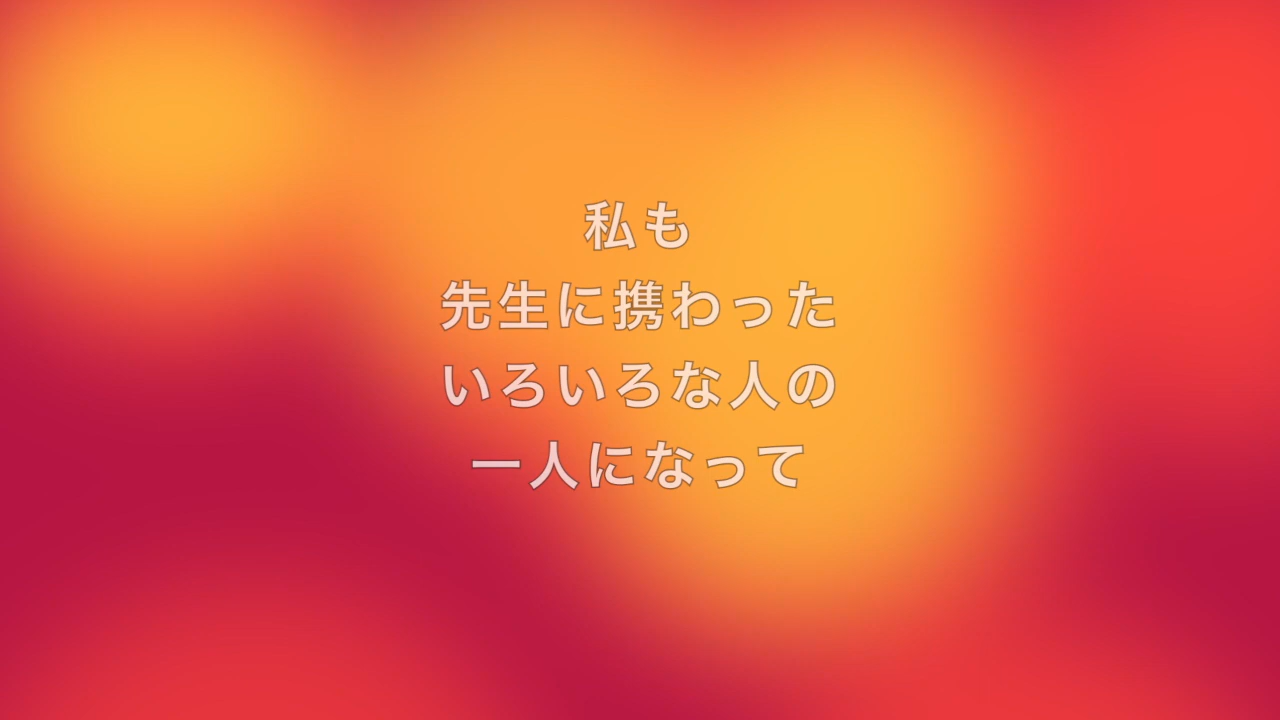 私も
先生に携わった
いろいろな人の
一人になって